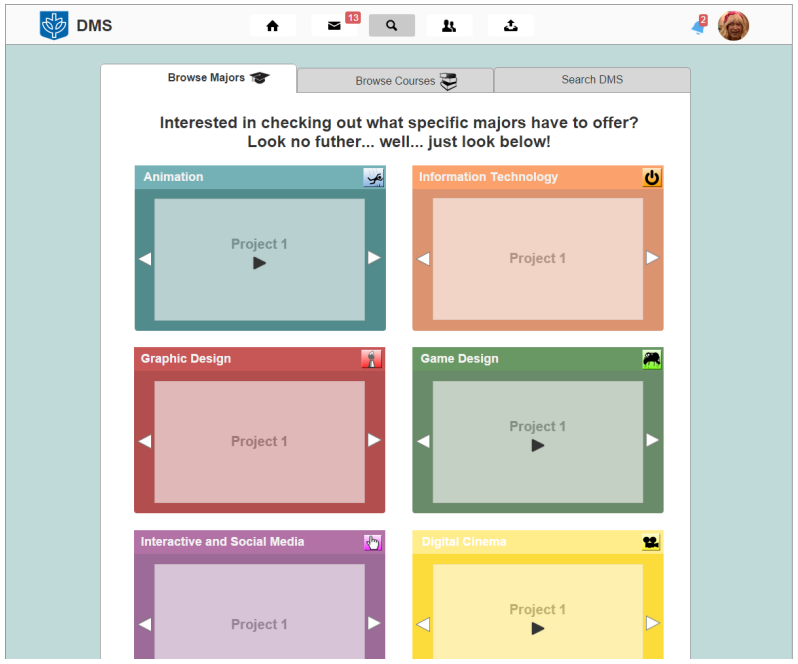 DMS
13
2
Browse Majors
Browse Courses
Search DMS
Interested in checking out what specific majors have to offer?
Look no futher... well... just look below!
Animation
Information Technology
Project 1
Project 1
Graphic Design
Game Design
Project 1
Project 1
Interactive and Social Media
Digital Cinema
Project 1
Project 1